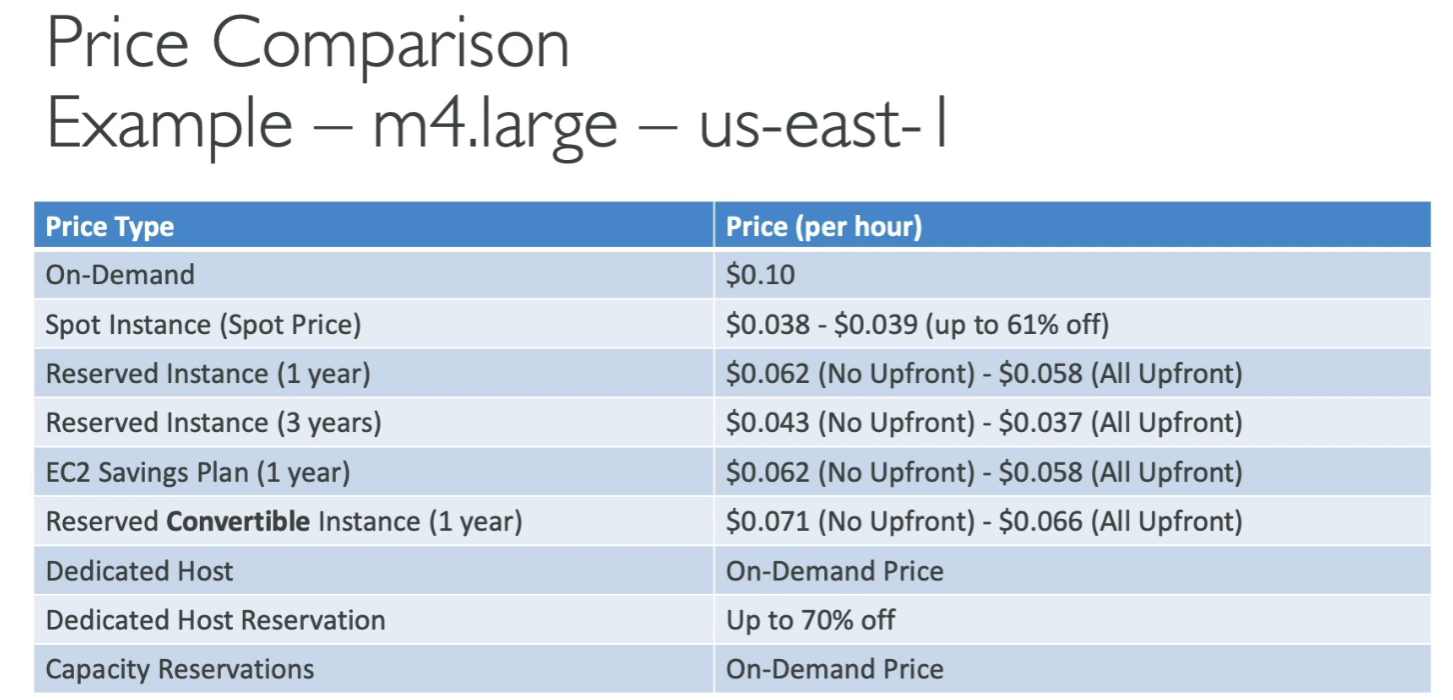 Price Comparison
Example – m4.large – us-east-1
Price Type Price (per hour)
On-Demand $0.10
Spot Instance (Spot Price) $0.038 - $0.039 (up to 61% off)
Reserved Instance (1 year) $0.062 (No Upfront) - $0.058 (All Upfront)
Reserved Instance (3 years) $0.043 (No Upfront) - $0.037 (All Upfront)
EC2 Savings Plan (1 year) $0.062 (No Upfront) - $0.058 (All Upfront)
Reserved Convertible Instance (1 year) $0.071 (No Upfront) - $0.066 (All Upfront)
Dedicated Host On-Demand Price
Dedicated Host Reservation Up to 70% off
Capacity Reservations On-Demand Price